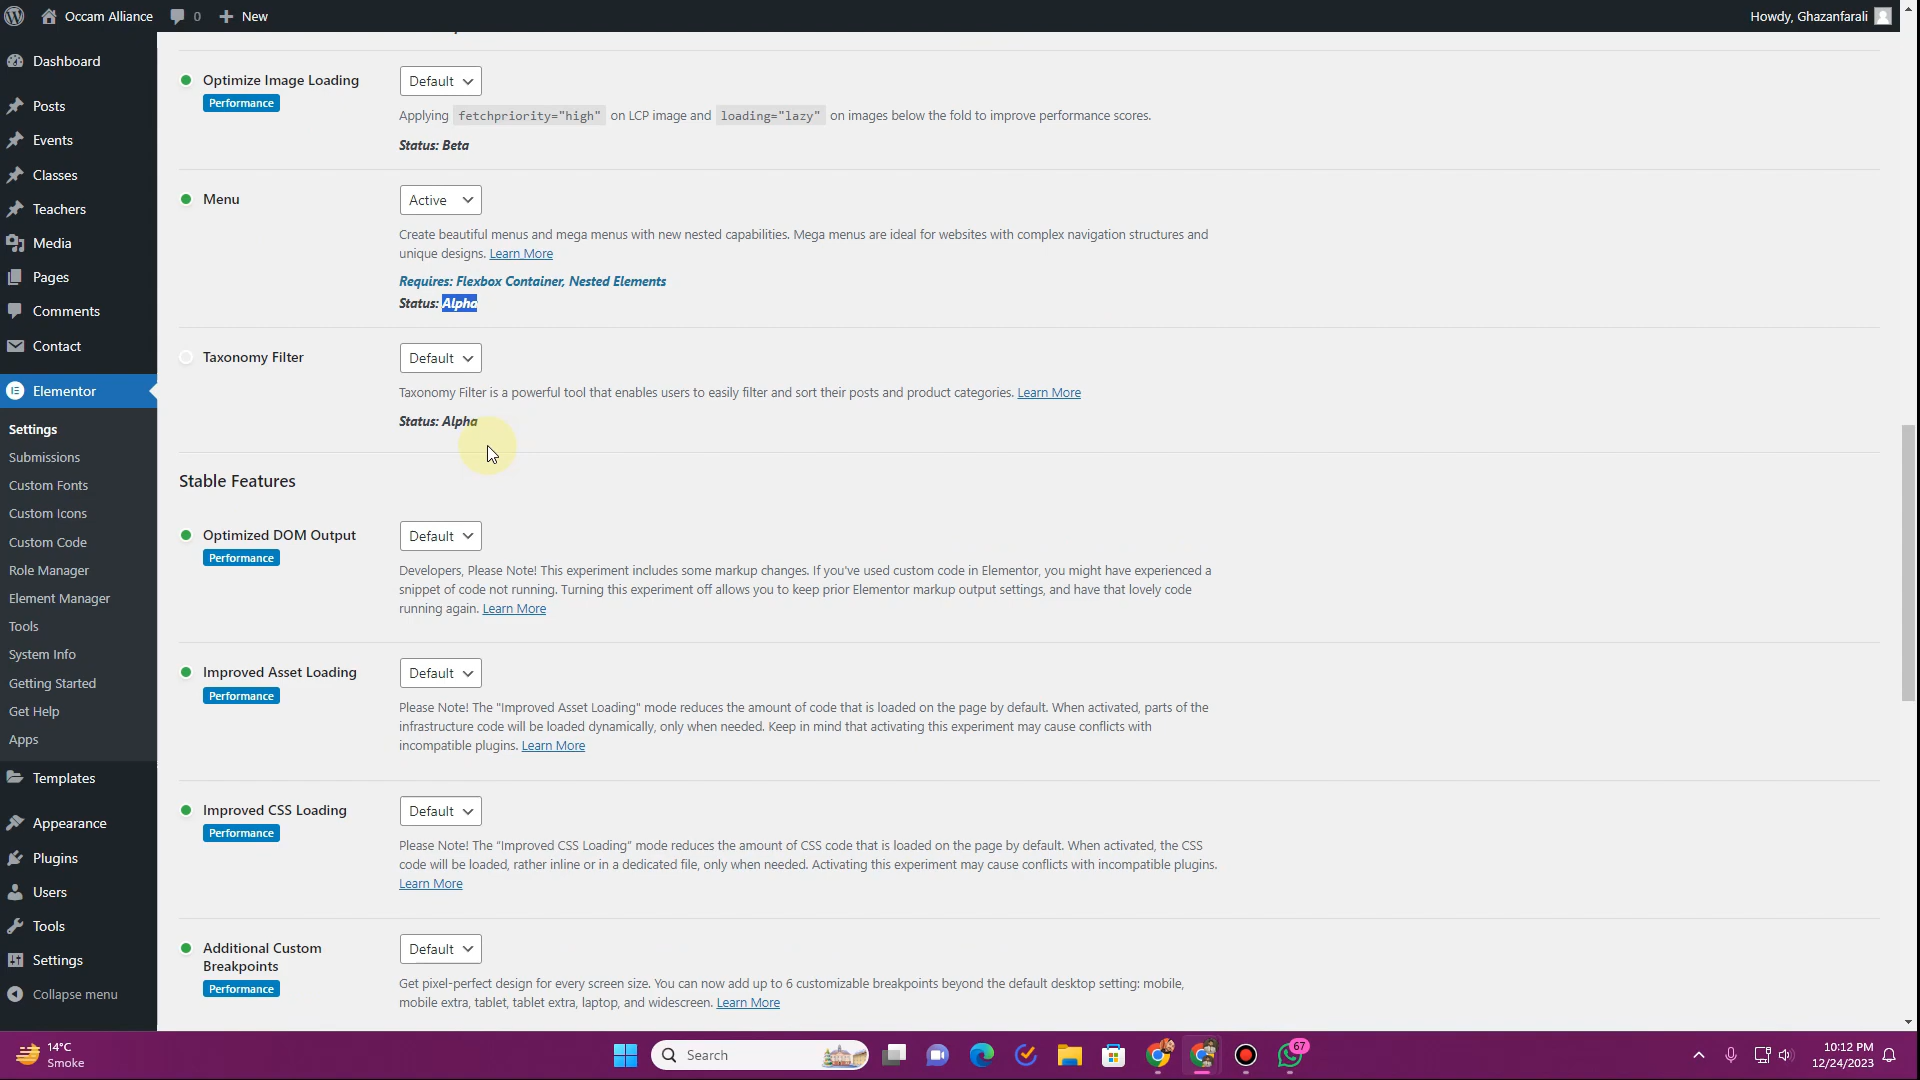 Occam Alliance
0
New
Howdy, Ghazanfarali
Dashboard
Posts
Events
Classes
Teachers
Media
Pages
Comments
Contact
Elementor
Settings
Submissions
Custom Fonts
Custom Icons
Custom Code
Role Manager
Element Manager
Tools
System Info
Getting Started
Get Help
Apps
Templates
Appearance
Plugins
Users
Tools
Settings
Collapse menu
Optimize Image Loading
Performance
Default
Applying fetchpriority="high" on LCP image and loading="lazy" on images below the fold to improve performance scores.
Status: Beta
Menu
Active
Create beautiful menus and mega menus with new nested capabilities. Mega menus are ideal for websites with complex navigation structures and
unique designs. Learn More
Requires: Flexbox Container, Nested Elements
Status: Alpha
Taxonomy Filter
Default
Taxonomy Filter is a powerful tool that enables users to easily filter and sort their posts and product categories. Learn More
Status: Alpha
Stable Features
Optimized DOM Output
Performance
Default
Developers, Please Note! This experiment includes some markup changes. If you've used custom code in Elementor, you might have experienced a
snippet of code not running. Turning this experiment off allows you to keep prior Elementor markup output settings, and have that lovely code
running again. Learn More
Improved Asset Loading
Performance
Default
Please Note! The "Improved Asset Loading" mode reduces the amount of code that is loaded on the page by default. When activated, parts of the
infrastructure code will be loaded dynamically, only when needed. Keep in mind that activating this experiment may cause conflicts with
incompatible plugins. Learn More
Improved CSS Loading
Performance
Default
Please Note! The “Improved CSS Loading” mode reduces the amount of CSS code that is loaded on the page by default. When activated, the CSS
code will be loaded, rather inline or in a dedicated file, only when needed. Activating this experiment may cause conflicts with incompatible plugins.
Learn More
Additional Custom
Breakpoints
Performance
Default
Get pixel-perfect design for every screen size. You can now add up to 6 customizable breakpoints beyond the default desktop setting: mobile,
mobile extra, tablet, tablet extra, laptop, and widescreen. Learn More
14°C
Smoke
Search
67
10:12 PM
12/24/2023